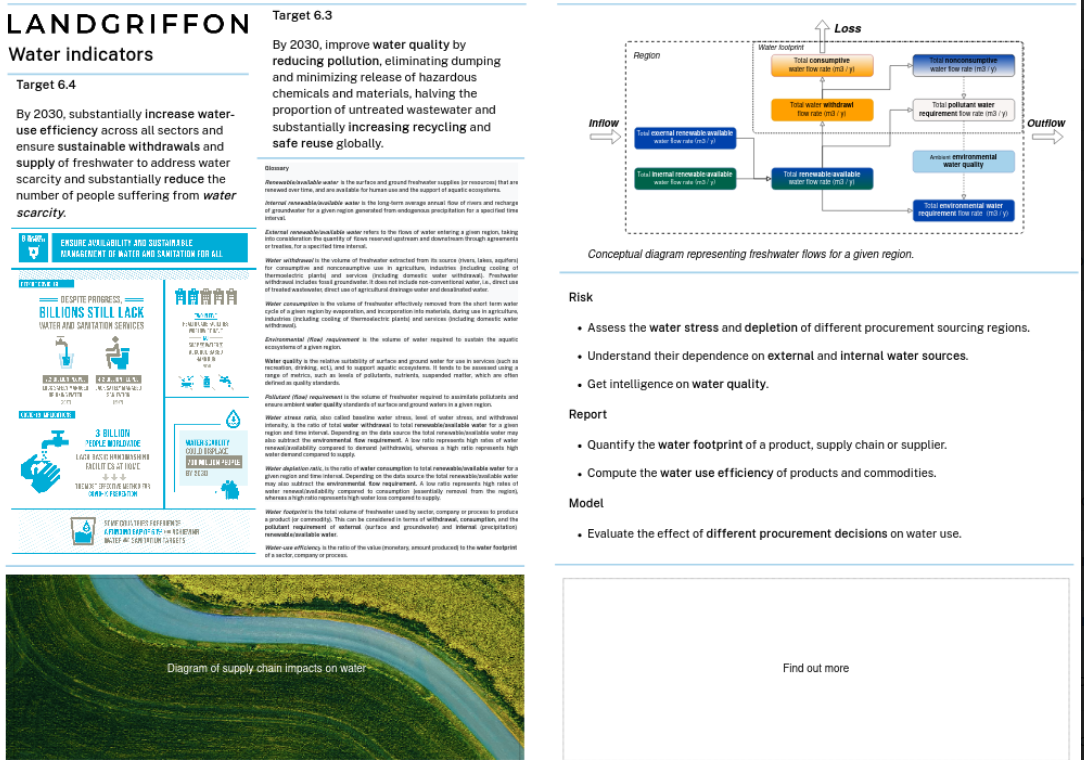 LANDGRIFFON
Water indicators
Target 6.4
By 2030, substantially increase water-
use efficiency across all sectors and
ensure sustainable withdrawals and
supply of freshwater to address water
scarcity and substantially reduce the
number of people suffering from water
scarcity.
ENSURE AVAILABILITY AND SUSTAINABLE
MANAGEMENT OF WATER AND SANITATION FOR ALL
DESPITE PROGRESS,
BILLIONS STILL LACK
WATER AND SANITATION SERVICES
3 BILLION
PEOPLE WORLDWIDE
LACK BASIC HANDWASHING
FACILITIES AT HOME
THE MOST EFFECTIVE METHOD FOR
COVID-19 PREVENTION
WATER SCARCITY
COULD DISPLACE
700 MILLION PEOPLE
BY 2030
SOME COUNTRIES EXPERIENCE
WATER AND SANITATION TARGETS
Target 6.3
By 2030, improve water quality by
reducing pollution, eliminating dumping
and minimizing release of hazardous
chemicals and materials, halving the
proportion of untreated wastewater and
substantially increasing recycling and
safe reuse globally.
Glossary
Renewable/available water is the surface and ground freshwater supplies (or resources) that are
renewed over time, and are available for human use and the support of aquatic ecosystems.
Internal renewable/available water is the long-term average annual flow of rivers and recharge
of groundwater for a given region generated from endogenous precipitation for a specified time
interval.
External renewable/available water refers to the flows of water entering a given region, taking
into consideration the quantity of flows reserved upstream and downstream through agreements
or treaties, for a specified time interval.
Water withdrawal is the volume of freshwater extracted from its source (rivers, lakes, aquifers)
for consumptive and nonconsumptive use in agriculture, industries (including cooling of
thermoelectric plants) and services (including domestic water withdrawal). Freshwater
withdrawal includes fossil groundwater. It does not include non-conventional water, i.e., direct use
of treated wastewater, direct use of agricultural drainage water and desalinated water.
Water consumption is the volume of freshwater effectively removed from the short term water
cycle of a given region by evaporation, and incorporation into materials, during use in agriculture,
industries (including cooling of thermoelectric plants) and services (including domestic water
withdrawal).
Environmental (flow) requirement is the volume of water required to sustain the aquatic
ecosystems of a given region.
Water quality is the relative suitability of surface and ground water for use in services (such as
recreation, drinking, ect.), and to support aquatic ecosystems. It tends to be assessed using a
range of metrics, such as levels of pollutants, nutrients, suspended matter, which are often
defined as quality standards.
Pollutant (flow) requirement is the volume of freshwater required to assimilate pollutants and
ensure ambient water quality standards of surface and ground waters in a given region.
Water stress ratio, also called baseline water stress, level of water stress, and withdrawal
intensity, is the ratio of total water withdrawal to total renewable/available water for a given
region and time interval. Depending on the data source the total renewable/available water may
also subtract the environmental flow requirement. A low ratio represents high rates of water
renewal/availability compared to demand (withdrawals), whereas a high ratio represents high
water demand compared to supply.
Water depletion ratio, is the ratio of water consumption to total renewable/available water for a
given region and time interval. Depending on the data source the total renewable/available water
may also subtract the environmental flow requirement. A low ratio represents high rates of
water renewal/availability compared to consumption (essentially removal from the region),
whereas a high ratio represents high water loss compared to supply.
Water footprint is the total volume of freshwater used by sector, company or process to produce
a product (or commodity). This can be considered in terms of withdrawal, consumption, and the
pollutant requirement of external (surface and groundwater) and internal (precipitation)
renewable/available water.
Water-use efficiency, is the ratio of the value (monetary, amount produced) to the water footprint
of a sector, company or process.
Diagram of supply chain impacts on water
Loss
Region
Water footprint
Total consumptive
water flow rate (m3 / y)
Total nonconsumptive
water flow rate (m3 / y)
Total water withdrawl
flow rate (m3 / y)
Total pollutant water
requirement flow rate (m3 / y)
Inflow
Outflow
Total exernal renewable/available
water flow rate (m3 / y)
Total internal renewable/available
water flow rate (m3 / y)
Total renewable/available
water flow rate (m3 / y)
Ambient environmental
water quality
Total environmental water
requirement flow rate (m3 / y)
Conceptual diagram representing freshwater flows for a given region.
Risk
• Assess the water stress and depletion of different procurement sourcing regions.
• Understand their dependence on external and internal water sources.
• Get intelligence on water quality.
Report
• Quantify the water footprint of a product, supply chain or supplier.
• Compute the water use efficiency of products and commodities.
Model
• Evaluate the effect of different procurement decisions on water use.
Find out more